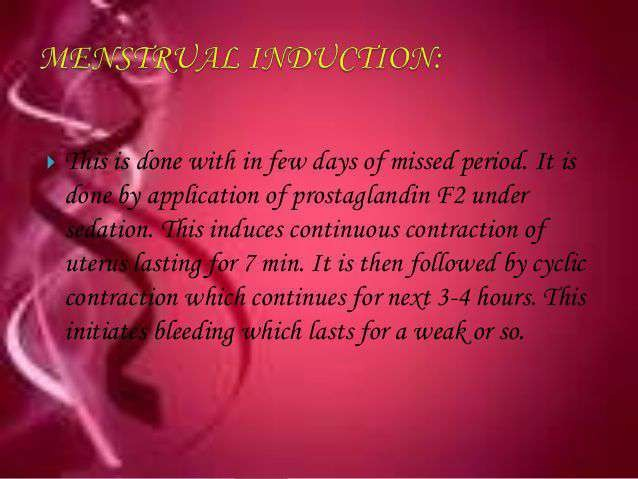 MENSTRUAL INDUCTION:
This is done with in few days of missed period. It is
done by application of prostaglandin F2 under
sedation. This induces continuous contraction of
uterus lasting for 7 min. It is then followed by cyclic
contraction which continues for next 3-4 hours. This
initiates bleeding which lasts for a weak or so.